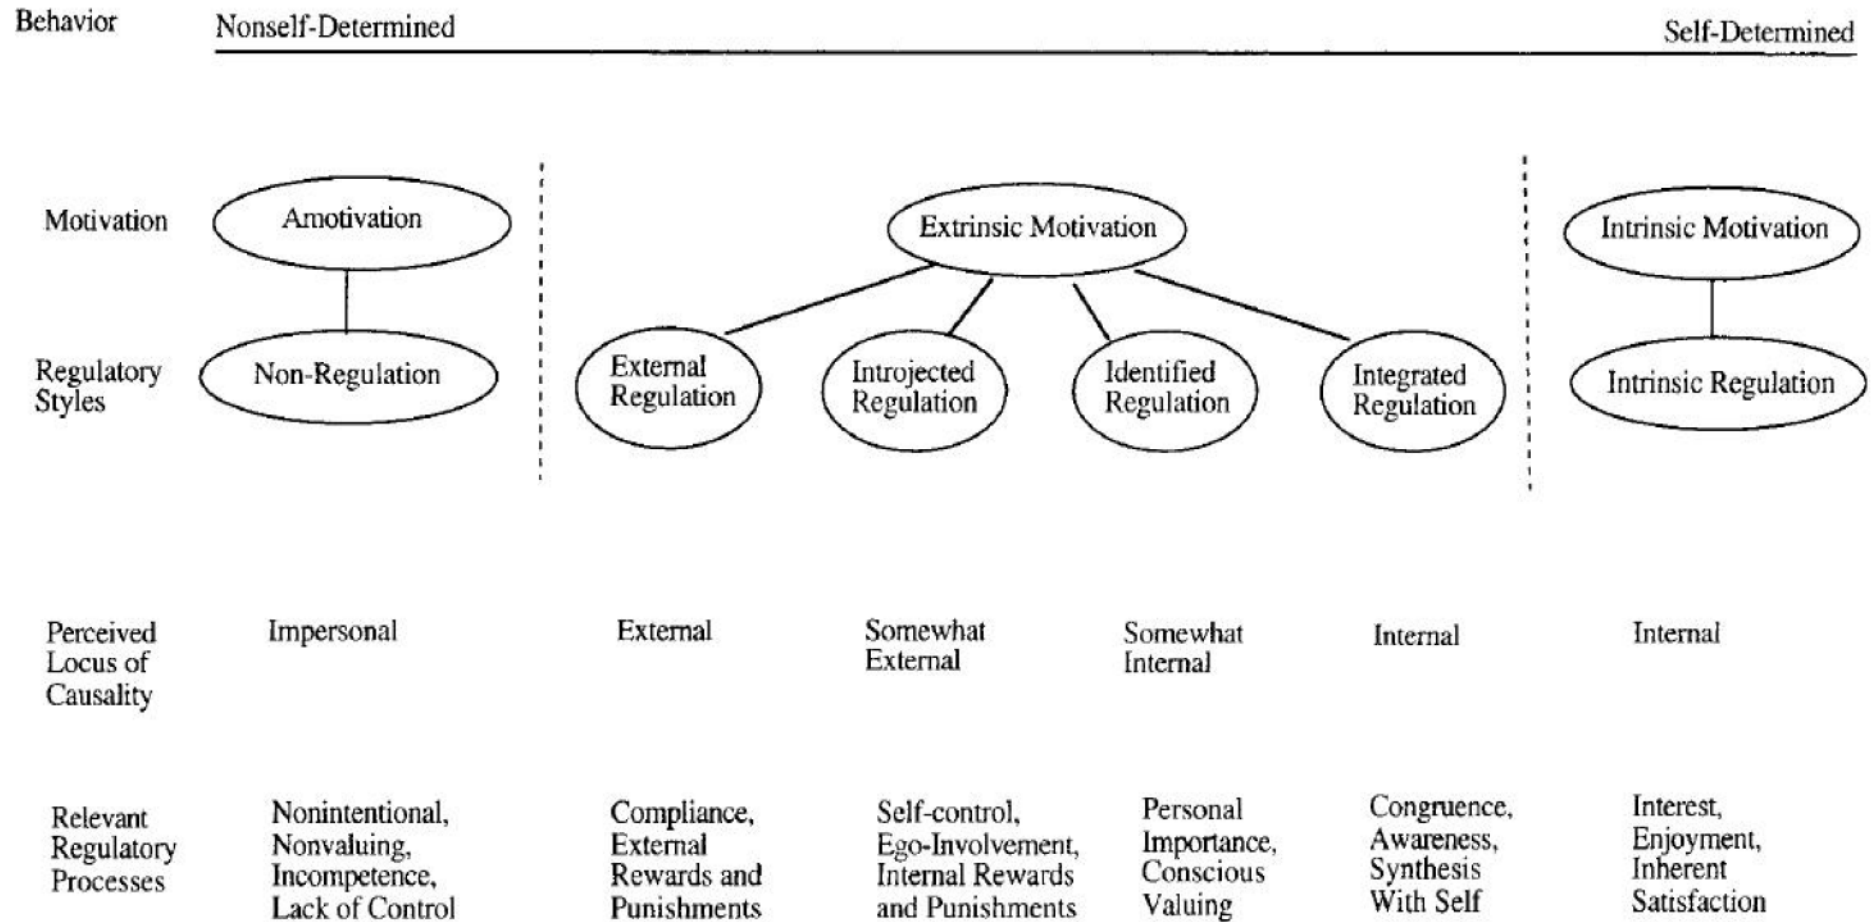 Behavior
Nonself-Determined
Self-Determined
Motivation
Amotivation
Extrinsic Motivation
Intrinsic Motivation
Regulatory
Styles
Non-Regulation
External
Regulation
Introjected
Regulation
Identified
Regulation
Integrated
Regulation
Intrinsic Regulation
Perceived
Locus of
Causality
Impersonal
External
Somewhat
External
Somewhat
Internal
Internal
Internal
Relevant
Regulatory
Processes
Nonintentional,
Nonvaluing,
Incompetence,
Lack of Control
Compliance,
External
Rewards and
Punishments
Self-control,
Ego-Involvement,
Internal Rewards
and Punishments
Personal
Importance,
Conscious
Valuing
Congruence,
Awareness,
Synthesis
With Self
Interest,
Enjoyment,
Inherent
Satisfaction